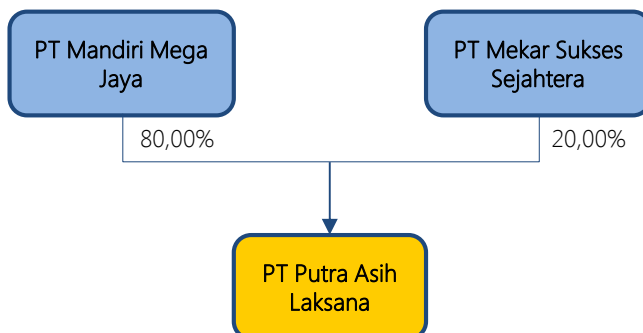 PT Mandiri Mega
Jaya
PT Mekar Sukses
Sejahtera
80,00%
20,00%
PT Putra Asih
Laksana